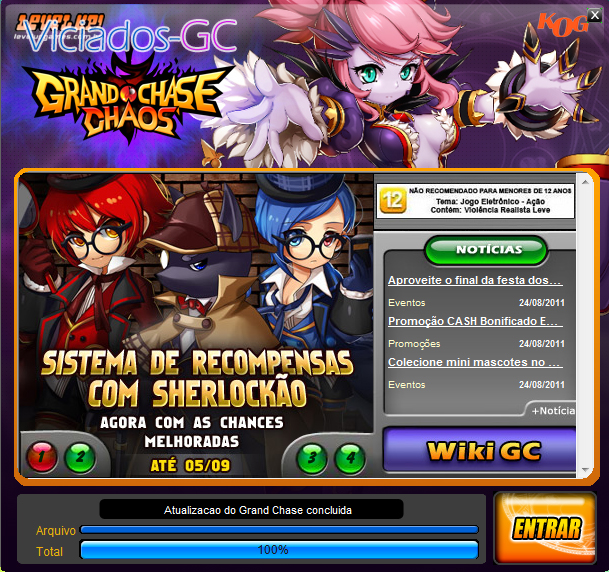 LEVEL UP!
Viciados-GC
KOG
GRAND CHASE
CHAOS
12
NÃO RECOMENDADO PARA MENORES DE 12 ANOS
Tema: Jogo Eletrônico - Ação
Contém: Violência Realista Leve
NOTÍCIAS
Aproveite o final da festa dos...
Eventos 24/08/2011
Promoção CASH Bonificado E...
Promoções 24/08/2011
Colecione mini mascotes no ...
Eventos 24/08/2011
+Notícia
Wiki GC
SISTEMA DE RECOMPENSAS
COM SHERLOCKÃO
AGORA COM AS CHANCES
MELHORADAS
ATÉ 05/09
1 2 3 4
Atualizacao do Grand Chase concluida
Arquivo
Total 100%
ENTRAR